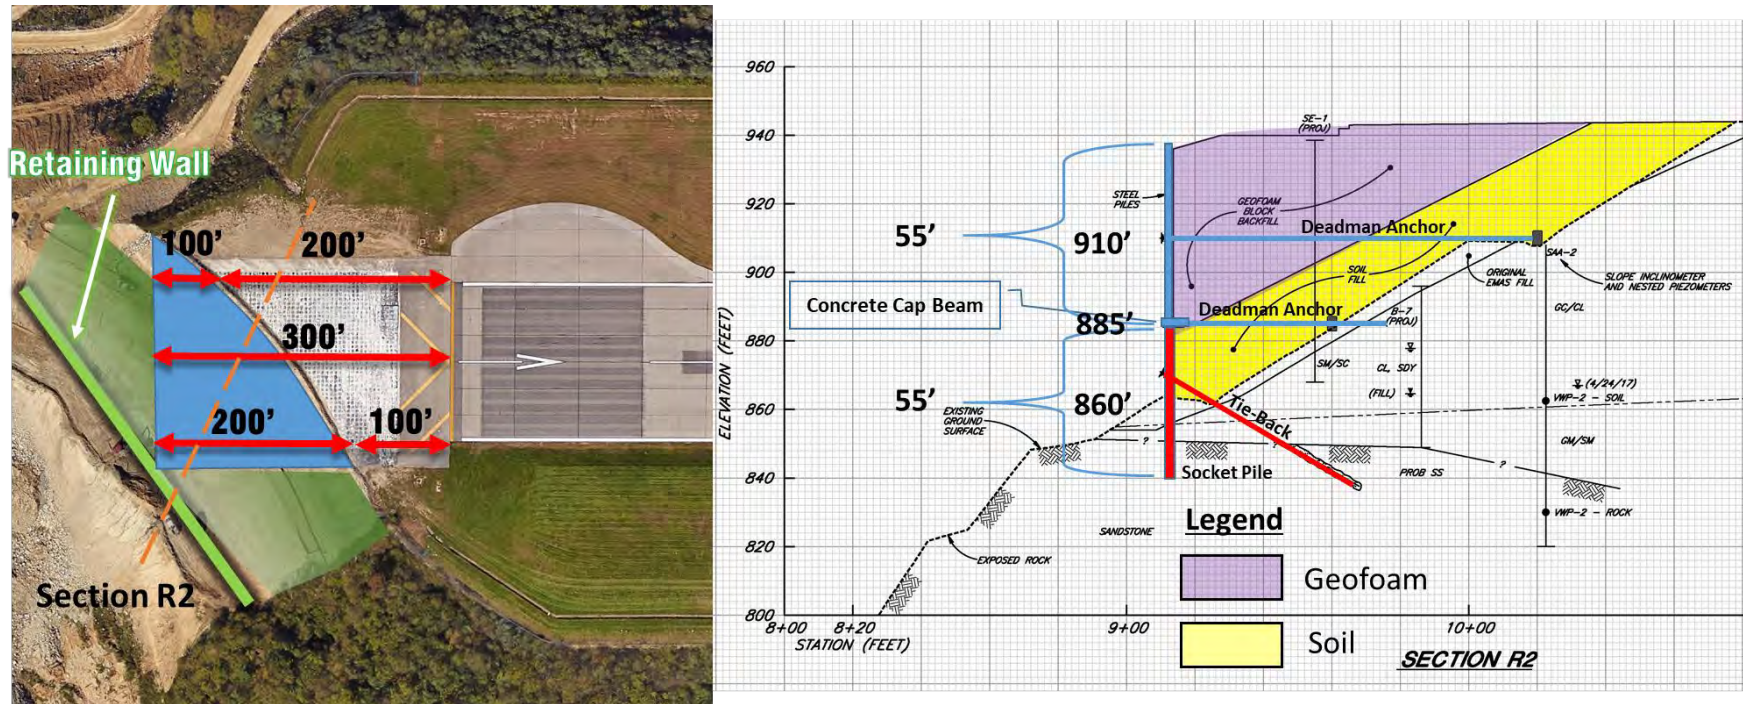 Retaining Wall
100’
200’
300’
200’
100’
Section R2
ELEVATION (FEET)
960
940
920
900
880
860
840
820
800
8+00
8+20
9+00
10+00
STATION (FEET)
55’
55’
910’
885’
860’
Concrete Cap Beam
STEEL
PILES
SE-1
(PROJ)
GEOFOAM
BLOCK
BACKFILL
Deadman Anchor
SOIL
FILL
Deadman Anchor
SAA-2
ORIGINAL
EMAS FILL
SLOPE INCLINOMETER
AND NESTED PIEZOMETERS
B-7
(PROJ)
GC/CL
SM/SC
CL, SDY
(FILL)
(4/24/17)
VWP-2 - SOIL
GM/SM
EXISTING
GROUND
SURFACE
Tie-Back
?
?
?
?
Socket Pile
PROB SS
VWP-2 - ROCK
SANDSTONE
EXPOSED ROCK
Legend
Geofoam
Soil
SECTION R2